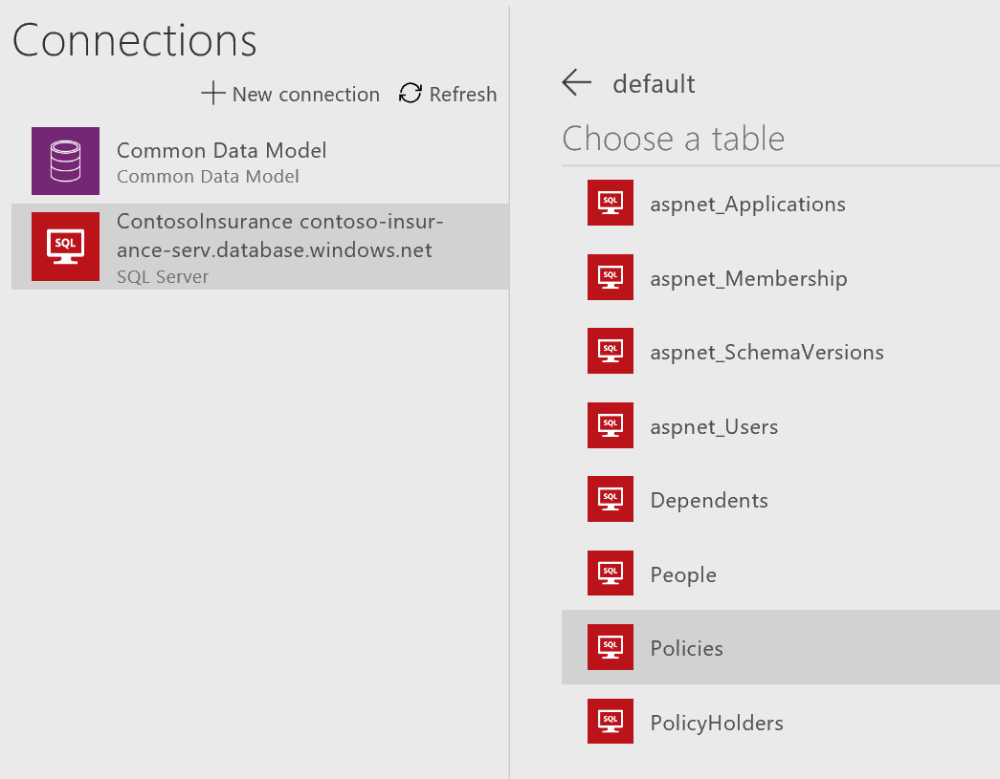 Connections
New connection
Refresh
Common Data Model
Common Data Model
SQL
ContosoInsurance contoso-insur-
ance-serv.database.windows.net
SQL Server
default
Choose a table
SQL
aspnet_Applications
SQL
aspnet_Membership
SQL
aspnet_SchemaVersions
SQL
aspnet_Users
SQL
Dependents
SQL
People
SQL
Policies
SQL
PolicyHolders